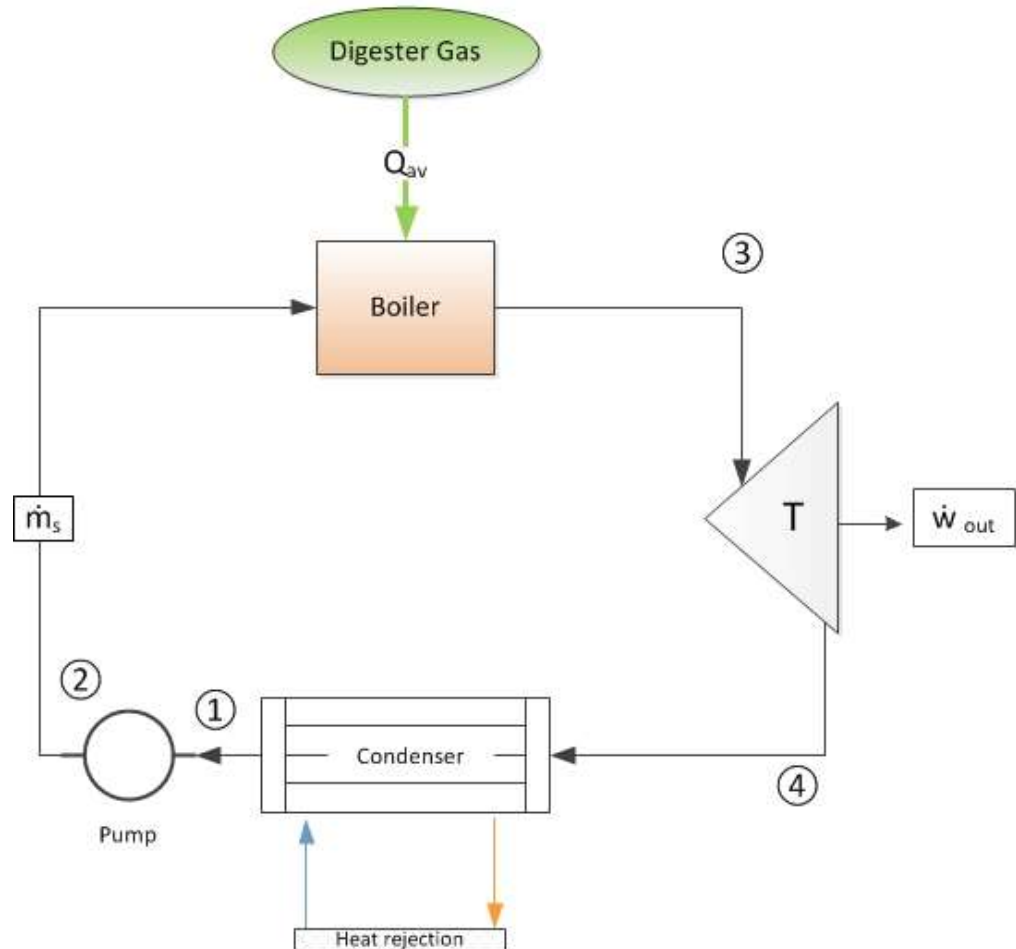 Digester Gas
Qav
③
Boiler
T
ṁs
ẇ out
②
①
Condenser
④
Pump
Heat rejection